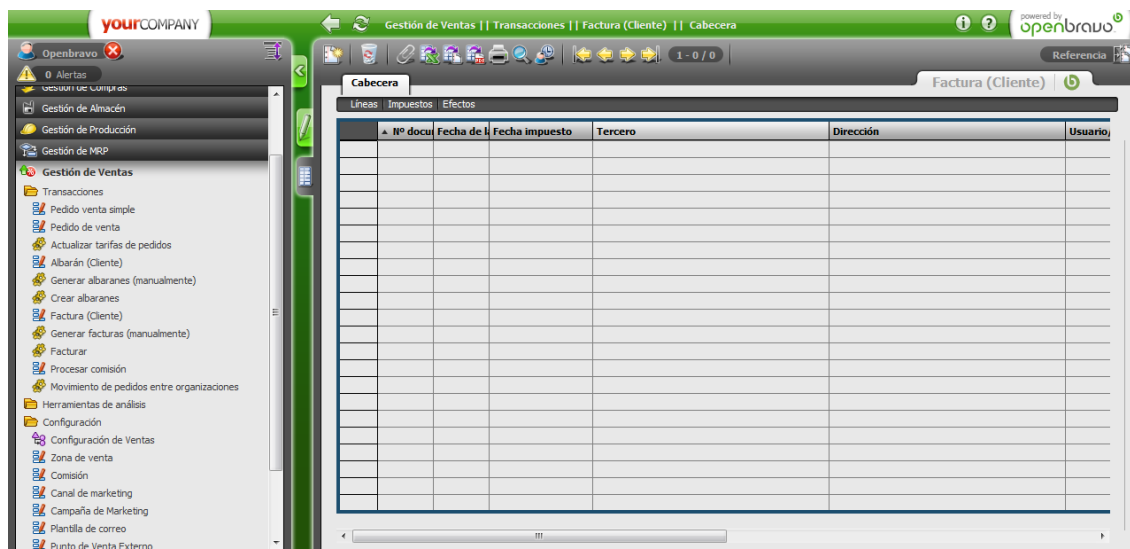 yourCOMPANY
Gestión de Ventas || Transacciones || Factura (Cliente) || Cabecera
powered by
openbravo
Openbravo
0 Alertas
1 - 0 / 0
Referencia
Gestión de Compras
Gestión de Almacén
Gestión de Producción
Gestión de MRP
Gestión de Ventas
Transacciones
Pedido venta simple
Pedido de venta
Actualizar tarifas de pedidos
Albarán (Cliente)
Generar albaranes (manualmente)
Crear albaranes
Factura (Cliente)
Generar facturas (manualmente)
Facturar
Procesar comisión
Movimiento de pedidos entre organizaciones
Herramientas de análisis
Configuración
Configuración de Ventas
Zona de venta
Comisión
Canal de marketing
Campaña de Marketing
Plantilla de correo
Punto de Venta Externo
Cabecera
Factura (Cliente)
Líneas Impuestos Efectos
Nº docu Fecha de l Fecha impuesto Tercero Dirección Usuario,